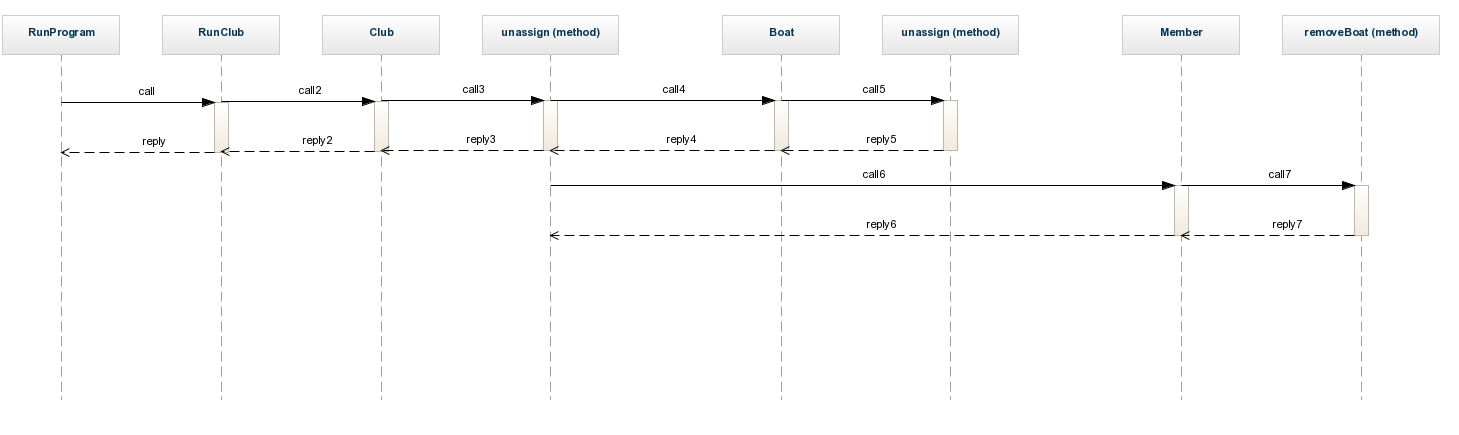 RunProgram
RunClub
Club
unassign (method)
Boat
unassign (method)
Member
removeBoat (method)
call
call2
call3
call4
call5
reply
reply2
reply3
reply4
reply5
call6
call7
reply6
reply7